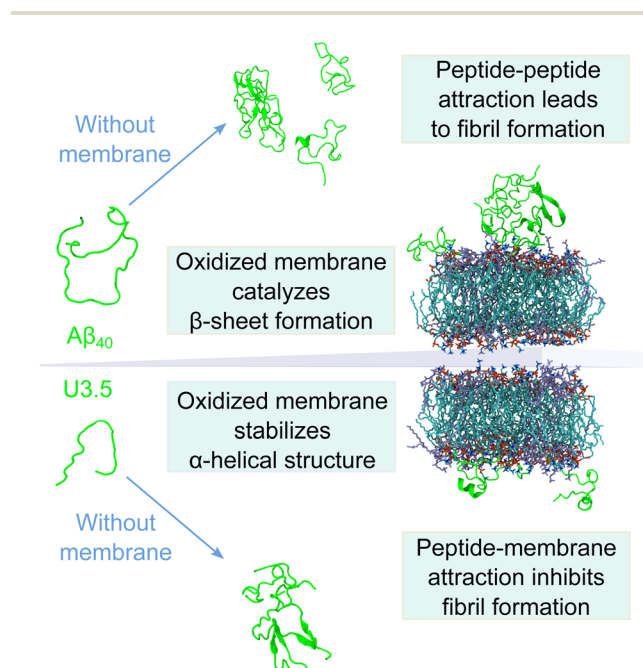 Peptide-peptide
attraction leads
to fibril formation
Without
membrane
Oxidized membrane
catalyzes
β-sheet formation
Aβ₄₀
U3.5
Oxidized membrane
stabilizes
α-helical structure
Without
membrane
Peptide-membrane
attraction inhibits
fibril formation